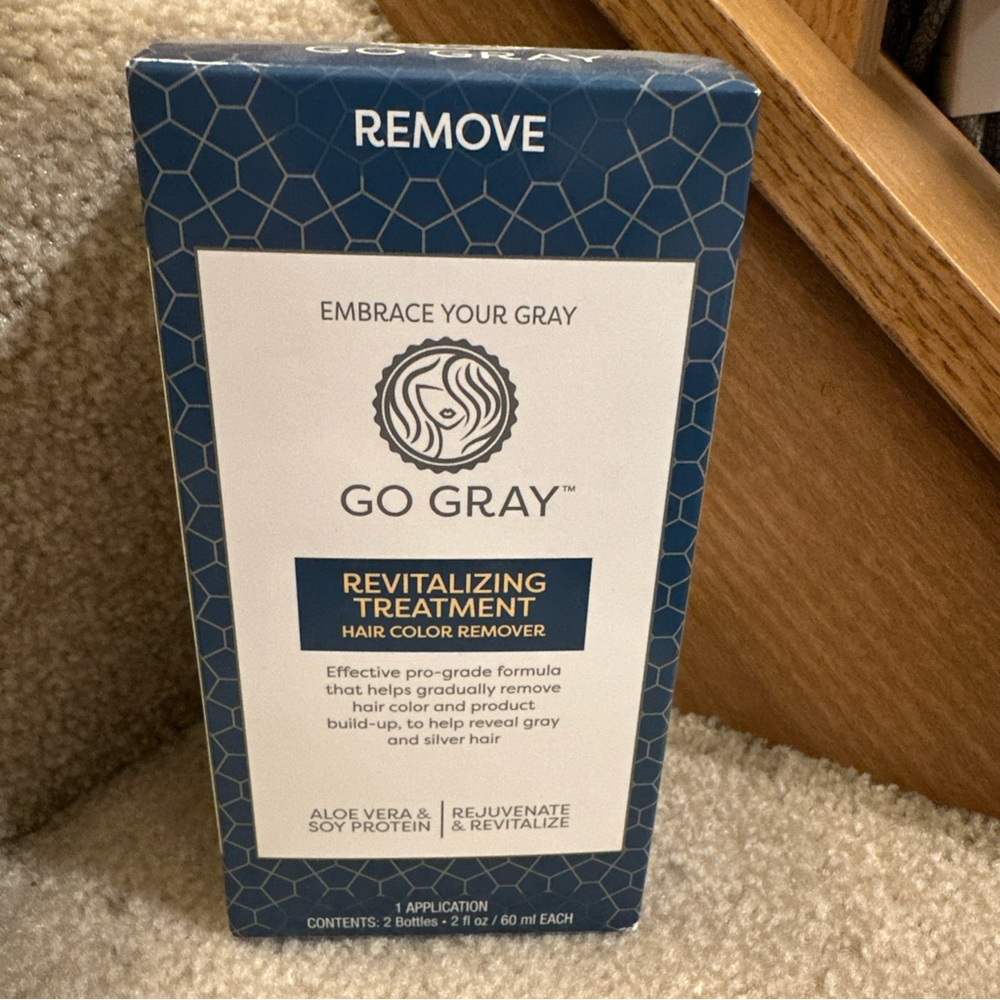 GO GRAY
REMOVE
EMBRACE YOUR GRAY
GO GRAY™
REVITALIZING
TREATMENT
HAIR COLOR REMOVER
Effective pro-grade formula
that helps gradually remove
hair color and product
build-up, to help reveal gray
and silver hair
ALOE VERA & | REJUVENATE
SOY PROTEIN | & REVITALIZE
1 APPLICATION
CONTENTS: 2 Bottles • 2 fl oz / 60 ml EACH